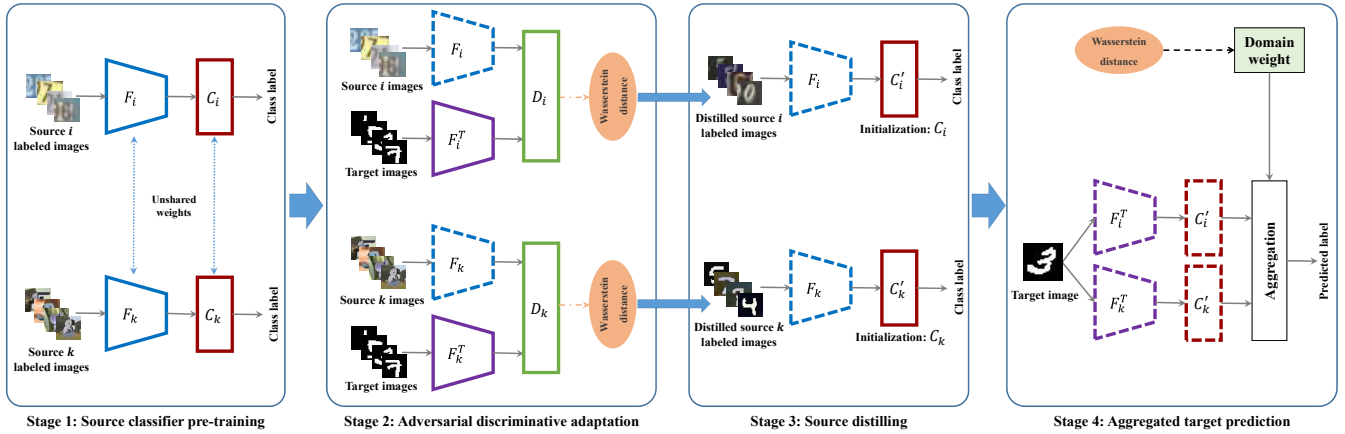 F_i
C_i
Class label
Source i
labeled images
Unshared
weights
F_k
C_k
Class label
Source k
labeled images
Stage 1: Source classifier pre-training
F_i
Source i images
D_i
Wasserstein
distance
F_i^T
Target images
F_k
Source k images
D_k
Wasserstein
distance
F_k^T
Target images
Stage 2: Adversarial discriminative adaptation
F_i
C_i′
Class label
Distilled source i
labeled images
Initialization: C_i
F_k
C_k′
Class label
Distilled source k
labeled images
Initialization: C_k
Stage 3: Source distilling
Wasserstein
distance
Domain
weight
F_i^T
C_i′
Target image
F_k^T
C_k′
Aggregation
Predicted label
Stage 4: Aggregated target prediction